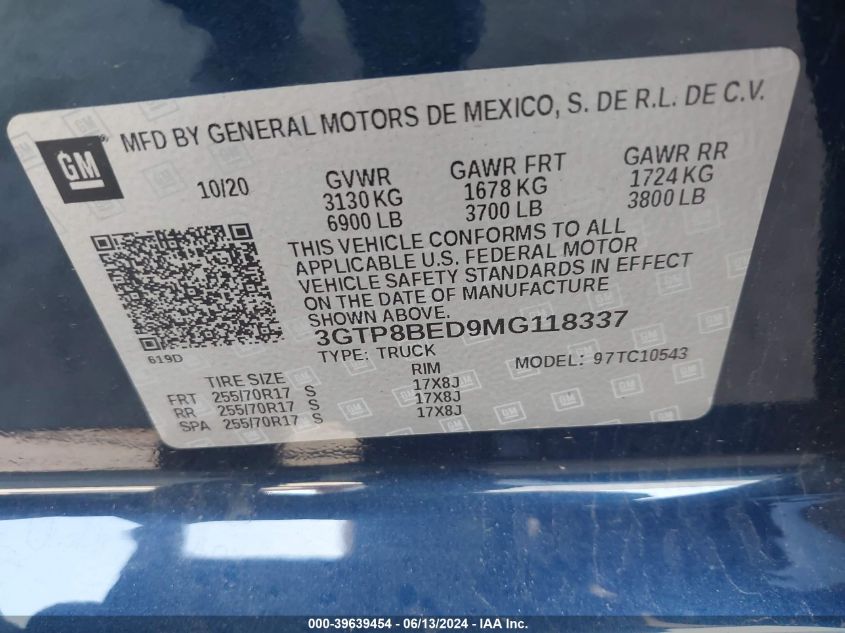 GM
MFD BY GENERAL MOTORS DE MEXICO, S. DE R.L. DE C.V.
10/20
GVWR
3130 KG
6900 LB
GAWR FRT
1678 KG
3700 LB
GAWR RR
1724 KG
3800 LB
THIS VEHICLE CONFORMS TO ALL
APPLICABLE U.S. FEDERAL MOTOR
VEHICLE SAFETY STANDARDS IN EFFECT
ON THE DATE OF MANUFACTURE
SHOWN ABOVE.
3GTP8BED9MG118337
619D
TYPE: TRUCK
MODEL: 97TC10543
TIRE SIZE RIM
FRT 255/70R17 S 17X8J
RR 255/70R17 S 17X8J
SPA 255/70R17 S 17X8J
000-39639454 - 06/13/2024 - IAA Inc.